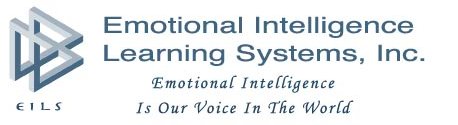 Emotional Intelligence
Learning Systems, Inc.
Emotional Intelligence
Is Our Voice In The World
EILS